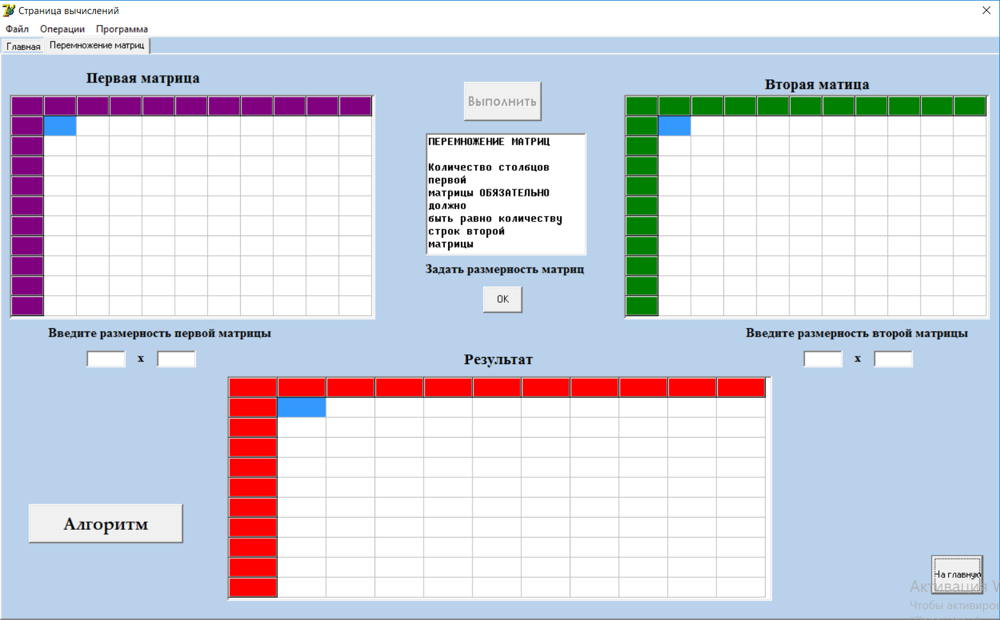 Страница вычислений
Файл Операции Программа
Главная Перемножение матриц
Первая матрица
Вторая матица
Выполнить
ПЕРЕМНОЖЕНИЕ МАТРИЦ
Количество столбцов
первой
матрицы ОБЯЗАТЕЛЬНО
должно
быть равно количеству
строк второй
матрицы
Задать размерность матриц
OK
Введите размерность первой матрицы
x
Введите размерность второй матрицы
x
Результат
Алгоритм
На главную
Активация W
Чтобы активиров